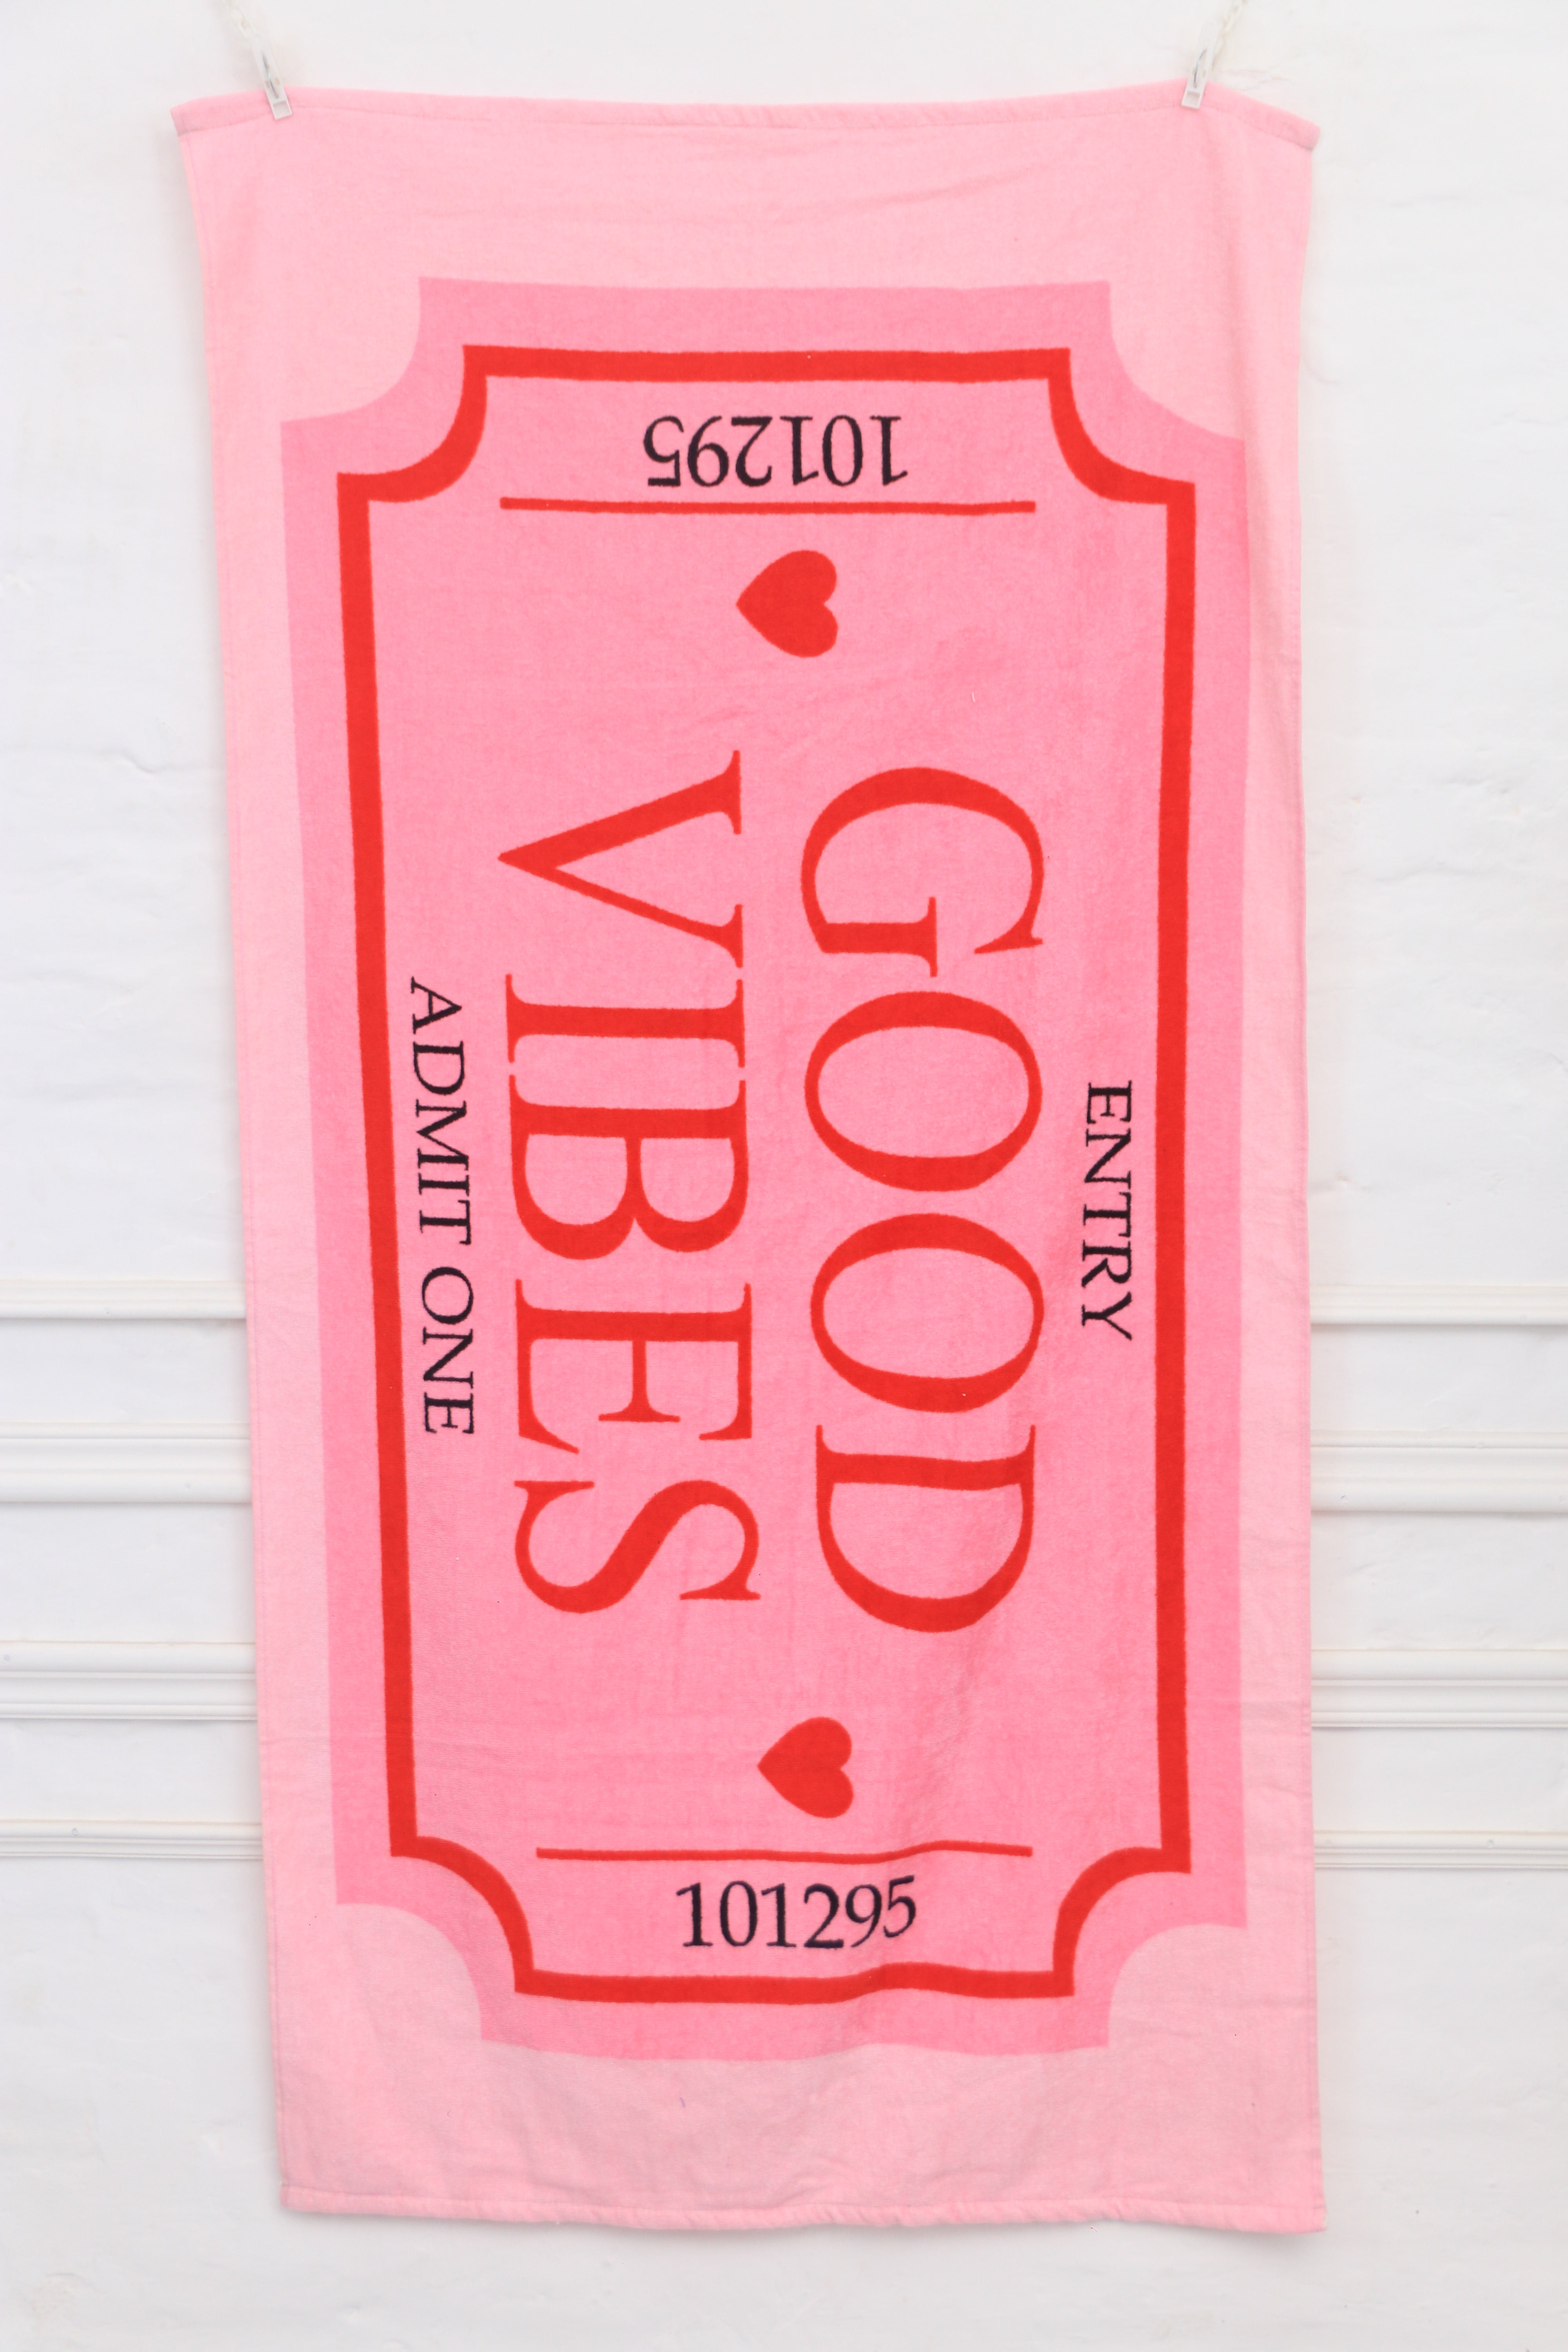 101295
ENTRY
GOOD
VIBES
ADMIT ONE
101295